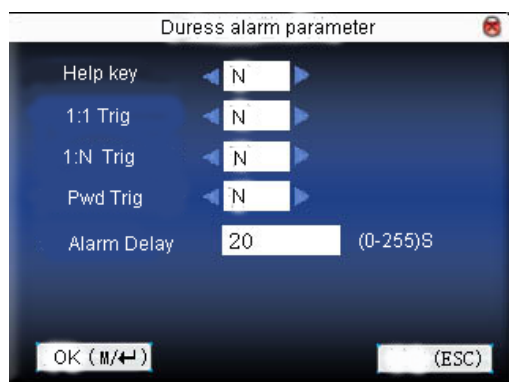 Duress alarm parameter
Help key N
1:1 Trig N
1:N Trig N
Pwd Trig N
Alarm Delay 20 (0-255)S
OK (M/↵) (ESC)